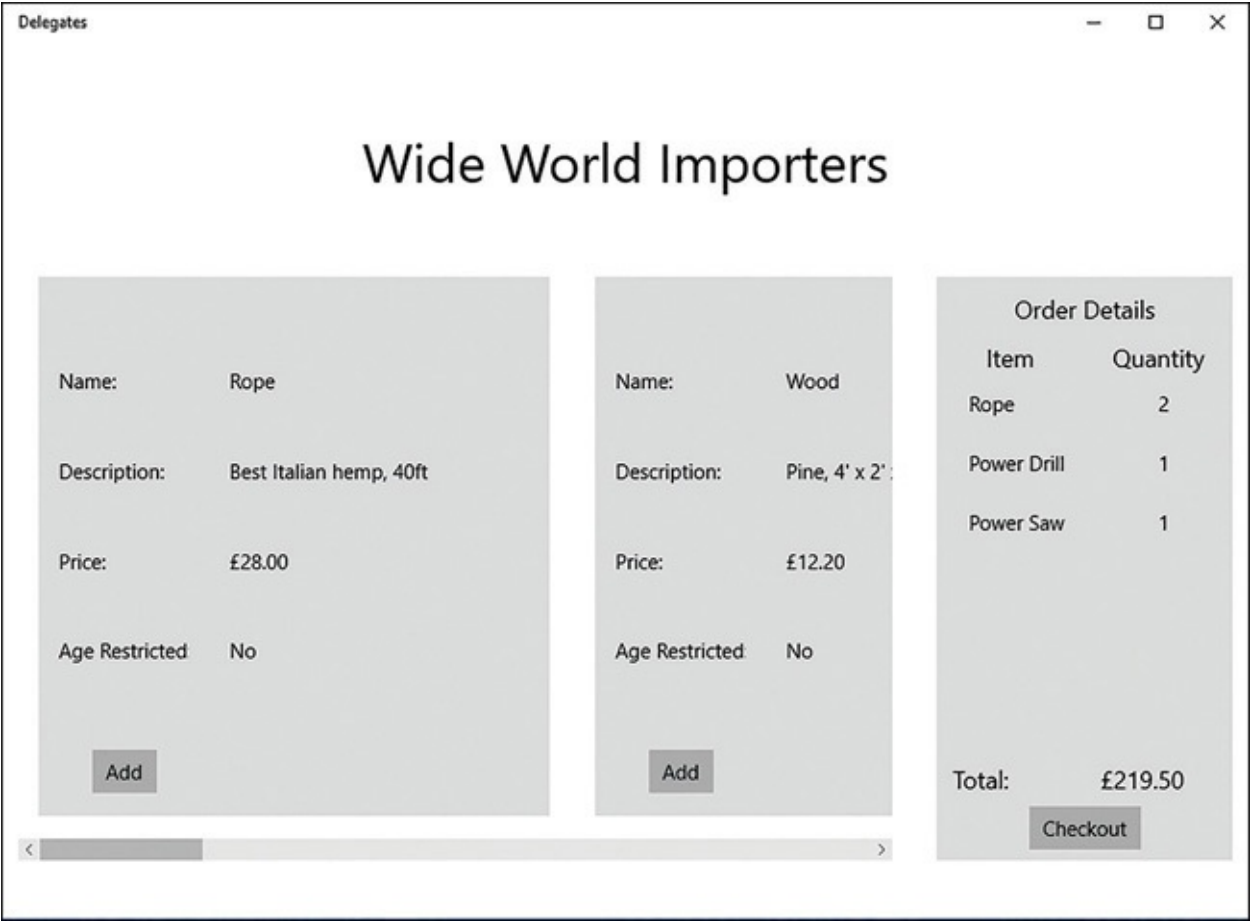 Delegates
Wide World Importers
Name: Rope
Description: Best Italian hemp, 40ft
Price: £28.00
Age Restricted No
Add
Name: Wood
Description: Pine, 4' x 2'
Price: £12.20
Age Restricted No
Add
Order Details
Item Quantity
Rope 2
Power Drill 1
Power Saw 1
Total: £219.50
Checkout